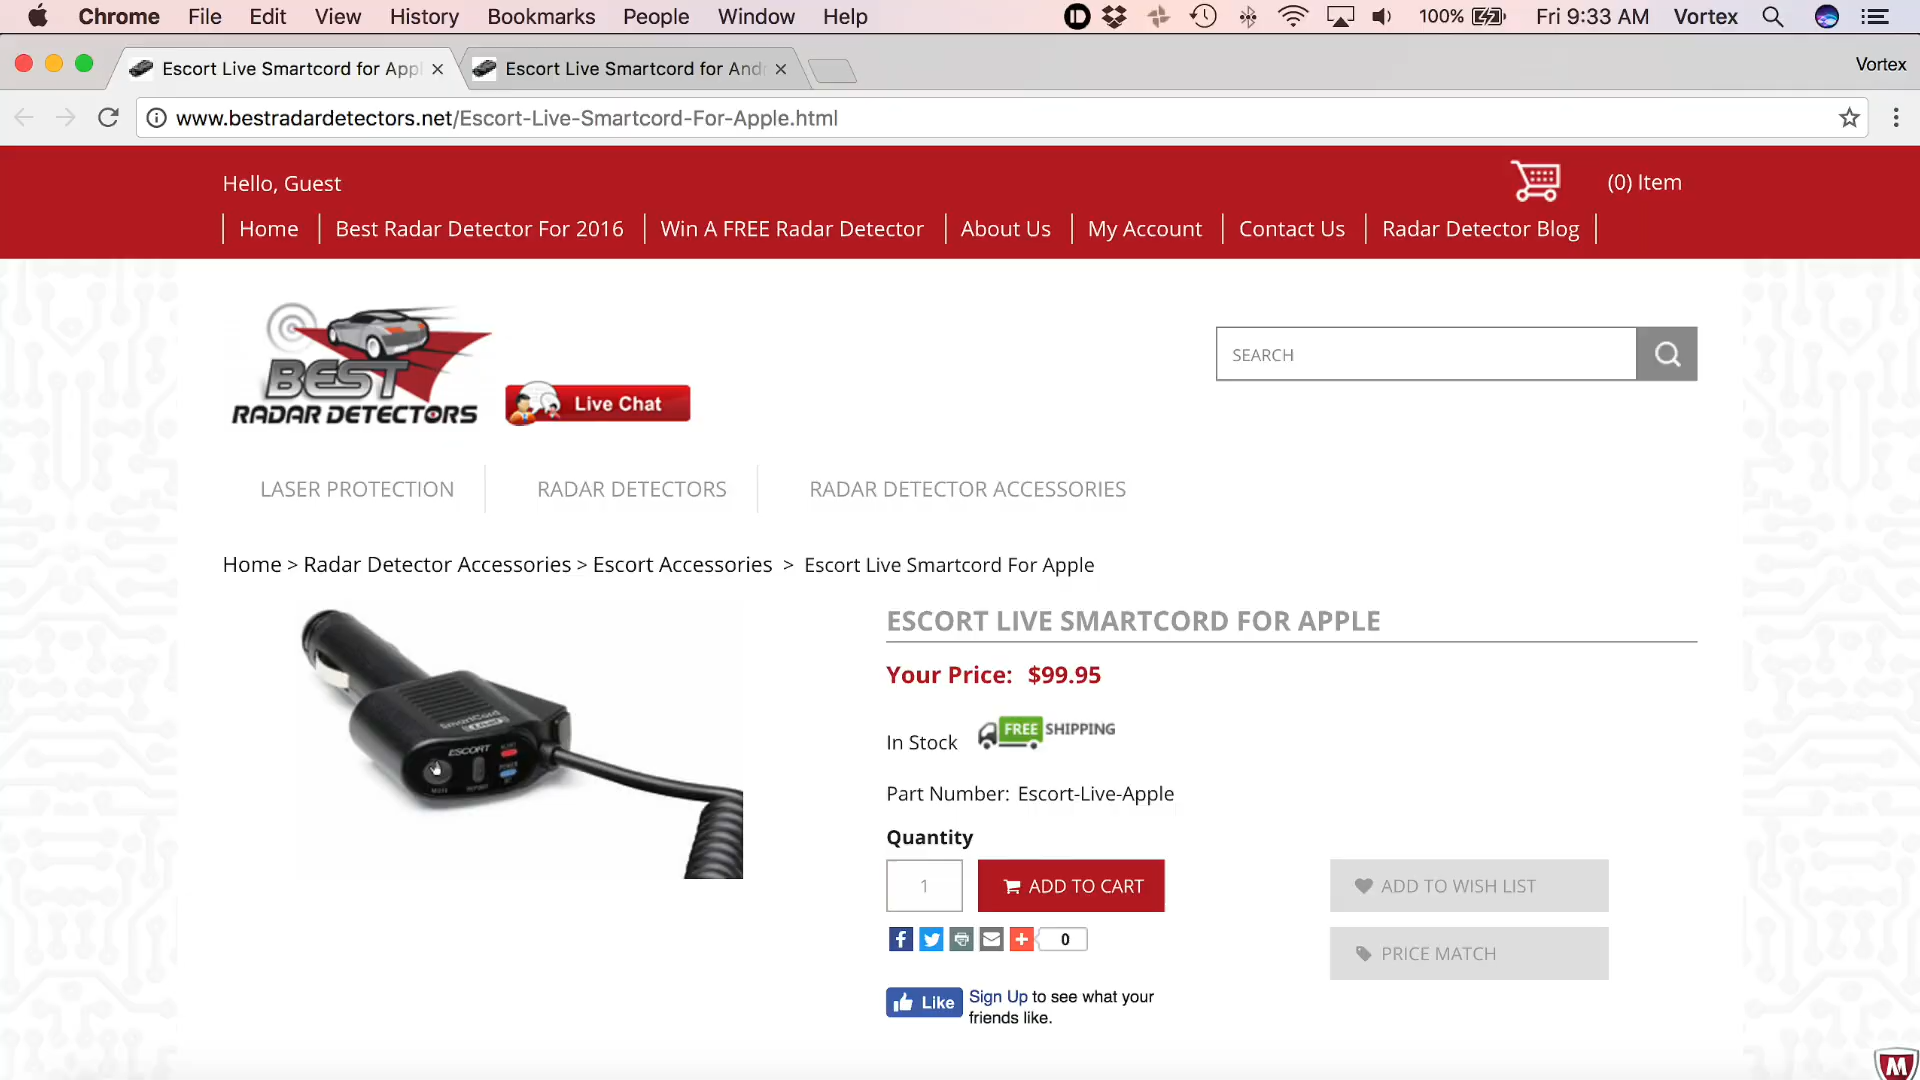 Chrome File Edit View History Bookmarks People Window Help 100% Fri 9:33 AM Vortex
Escort Live Smartcord for Appl Escort Live Smartcord for And Vortex
www.bestradardetectors.net/Escort-Live-Smartcord-For-Apple.html
Hello, Guest
(0) Item
Home Best Radar Detector For 2016 Win A FREE Radar Detector About Us My Account Contact Us Radar Detector Blog
BEST
RADAR DETECTORS
Live Chat
SEARCH
LASER PROTECTION RADAR DETECTORS RADAR DETECTOR ACCESSORIES
Home > Radar Detector Accessories > Escort Accessories > Escort Live Smartcord For Apple
SmartCord
Live
ESCORT
ALERT
POWER
MUTE
REPORT
ESCORT LIVE SMARTCORD FOR APPLE
Your Price: $99.95
In Stock FREE SHIPPING
Part Number: Escort-Live-Apple
Quantity
1 ADD TO CART ADD TO WISH LIST
0
PRICE MATCH
Like Sign Up to see what your
friends like.